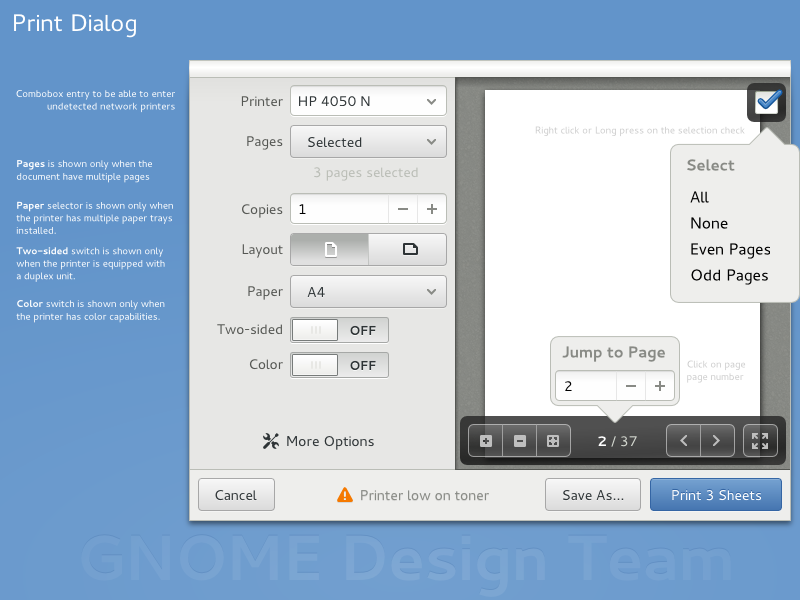 Print Dialog
Combobox entry to be able to enter
undetected network printers
Pages is shown only when the
document have multiple pages
Paper selector is shown only when
the printer has multiple paper trays
installed.
Two-sided switch is shown only
when the printer is equipped with
a duplex unit.
Color switch is shown only when
the printer has color capabilities.
Printer HP 4050 N
Pages Selected
3 pages selected
Copies 1
Layout
Paper A4
Two-sided OFF
Color OFF
More Options
Right click or Long press on the selection check
Select
All
None
Even Pages
Odd Pages
Jump to Page
2
Click on page
page number
2 / 37
Cancel
Printer low on toner
Save As...
Print 3 Sheets
GNOME Design Team